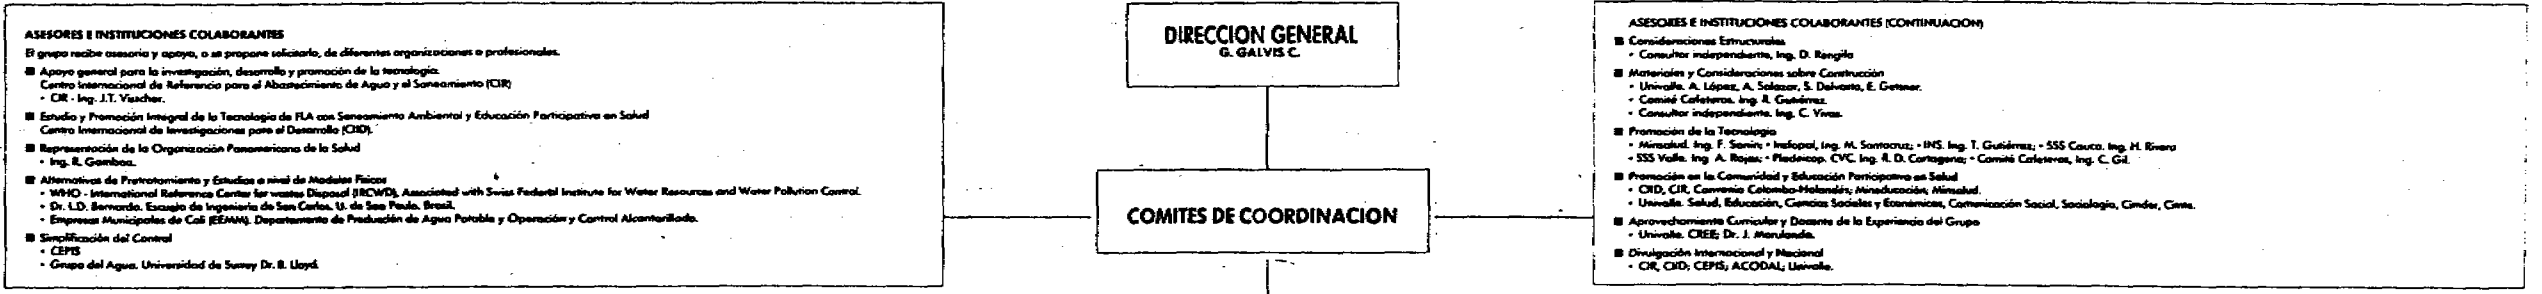 ASESORES E INSTITUCIONES COLABORANTES
El grupo recibe asesoria y apoyo, o se propone solicitarlo, de diferentes organizaciones o profesionales.
■ Apoyo general para la investigación, desarrollo y promoción de la tecnologia.
Centro Internacional de Referencia para el Abastecimiento de Agua y el Saneamiento (CIR)
• CIR - Ing. J.T. Visscher.
■ Estudio y Promoción Integral de la Tecnologia de FLA con Saneamiento Ambiental y Educación Participativa en Salud
Centro Internacional de Investigaciones para el Desarrollo (CIID).
■ Representación de la Organización Panamericana de la Salud
• Ing. R. Gamboa.
■ Alternativas de Pretratamiento y Estudios a nivel de Modelos Fisicos
• WHO - International Reference Center for wastes Disposal (IRCWD), Associated with Swiss Federal Institute for Water Resources and Water Pollution Control.
• Dr. L.D. Bernardo. Escuela de Ingenieria de San Carlos. U. de Sao Paulo. Brasil.
• Empresas Municipales de Cali (EEMM). Departamento de Producción de Agua Potable y Operación y Control Alcantarillado.
■ Simplificación del Control
• CEPIS
• Grupo del Agua. Universidad de Surrey Dr. B. Lloyd.
DIRECCION GENERAL
G. GALVIS C.
COMITES DE COORDINACION
ASESORES E INSTITUCIONES COLABORANTES (CONTINUACION)
■ Consideraciones Estructurales
• Consultor independiente, Ing. D. Rengifo
■ Materiales y Consideraciones sobre Construcción
• Univalle. A. López, A. Salazar, S. Delvasto, E. Gettner.
• Comité Cafeteros. Ing. R. Gutiérrez.
• Consultor independiente. Ing. C. Vivas.
■ Promoción de la Tecnologia
• Minsalud. Ing. F. Sanin; • Insfopal, Ing. M. Santacruz; • INS. Ing. T. Gutiérrez; • SSS Cauca. Ing. H. Rivera
• SSS Valle. Ing. A. Rojas; • Pledeicop. CVC. Ing. R. D. Cartagena; • Comité Cafeteros, Ing. C. Gil.
■ Promoción en la Comunidad y Educación Participativa en Salud
• CIID, CIR, Convenio Colombo-Holandés; Mineducación; Minsalud.
• Univalle. Salud, Educación, Ciencias Sociales y Económicas, Comunicación Social, Sociologia, Cimder, Cinte.
■ Aprovechamiento Curricular y Docente de la Experiencia del Grupo
• Univalle. CREE; Dr. J. Marulanda.
■ Divulgación Internacional y Nacional
• CIR, CIID; CEPIS; ACODAL; Univalle.